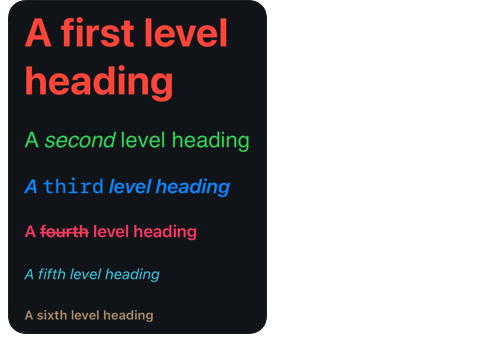 A first level
heading
A second level heading
A third level heading
A fourth level heading
A fifth level heading
A sixth level heading